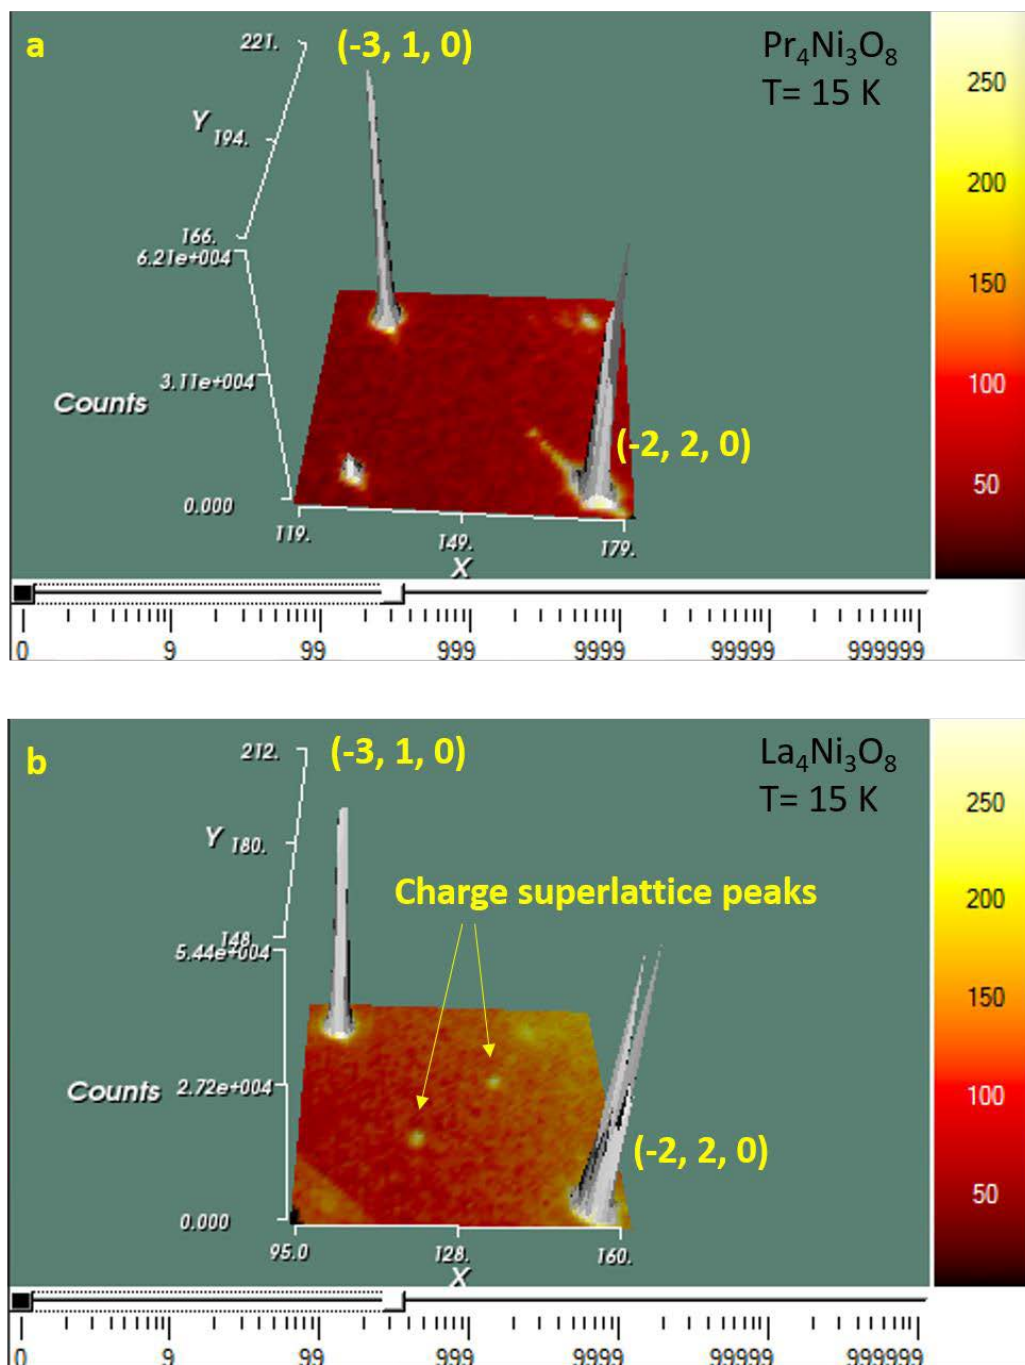 a
221.
(-3, 1, 0)
Pr₄Ni₃O₈
T= 15 K
250
Y 194.
200
166.
6.21e+004
150
3.11e+004
100
Counts
(-2, 2, 0)
50
0.000
119.
149.
179.
X
0 9 99 999 9999 99999 999999
b
212.
(-3, 1, 0)
La₄Ni₃O₈
T= 15 K
250
Y 180.
Charge superlattice peaks
200
148.
5.44e+004
150
Counts 2.72e+004
100
(-2, 2, 0)
50
0.000
95.0
128.
160.
X
0 9 99 999 9999 99999 999999